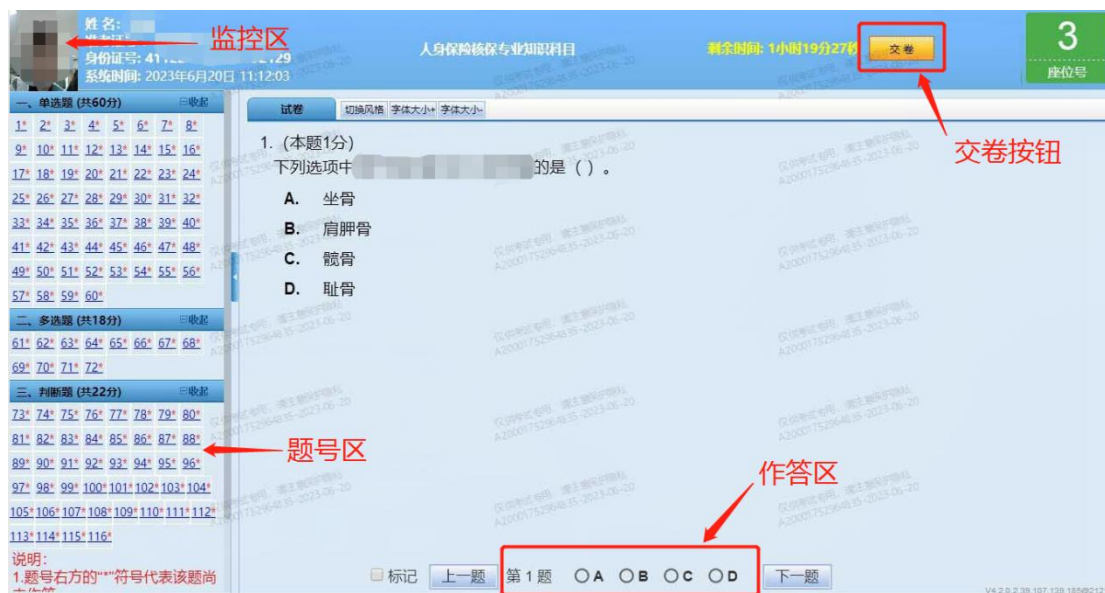 姓 名：
身份证号: 41
129
系统时间: 2023年6月20日 11:12:03
监控区
人身保险核保专业知识科目
剩余时间: 1小时19分27秒
交卷
3
座位号
交卷按钮
一、单选题 (共60分) 收起
1* 2* 3* 4* 5* 6* 7* 8*
9* 10* 11* 12* 13* 14* 15* 16*
17* 18* 19* 20* 21* 22* 23* 24*
25* 26* 27* 28* 29* 30* 31* 32*
33* 34* 35* 36* 37* 38* 39* 40*
41* 42* 43* 44* 45* 46* 47* 48*
49* 50* 51* 52* 53* 54* 55* 56*
57* 58* 59* 60*
二、多选题 (共18分) 收起
61* 62* 63* 64* 65* 66* 67* 68*
69* 70* 71* 72*
三、判断题 (共22分) 收起
73* 74* 75* 76* 77* 78* 79* 80*
81* 82* 83* 84* 85* 86* 87* 88*
89* 90* 91* 92* 93* 94* 95* 96*
97* 98* 99* 100* 101* 102* 103* 104*
105* 106* 107* 108* 109* 110* 111* 112*
113* 114* 115* 116*
说明：
1.题号右方的“*”符号代表该题尚
题号区
试卷 切换风格 字体大小+ 字体大小-
1. (本题1分)
下列选项中 的是 ( ) 。
A. 坐骨
B. 肩胛骨
C. 髋骨
D. 耻骨
作答区
标记 上一题 第 1 题 A B C D 下一题